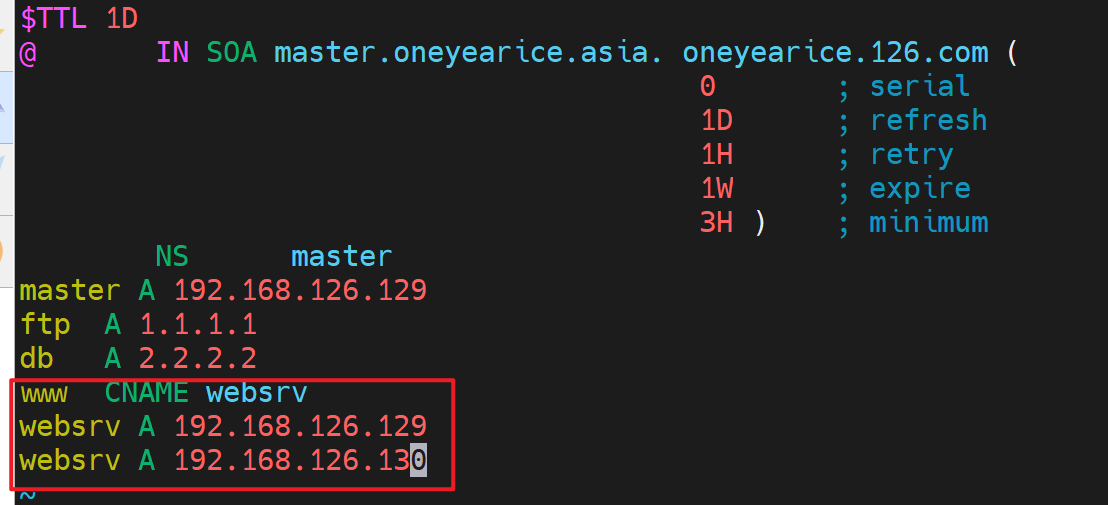 $TTL 1D
@ IN SOA master.oneyearice.asia. oneyearice.126.com (
0 ; serial
1D ; refresh
1H ; retry
1W ; expire
3H ) ; minimum
NS master
master A 192.168.126.129
ftp A 1.1.1.1
db A 2.2.2.2
www CNAME websrv
websrv A 192.168.126.129
websrv A 192.168.126.130
~